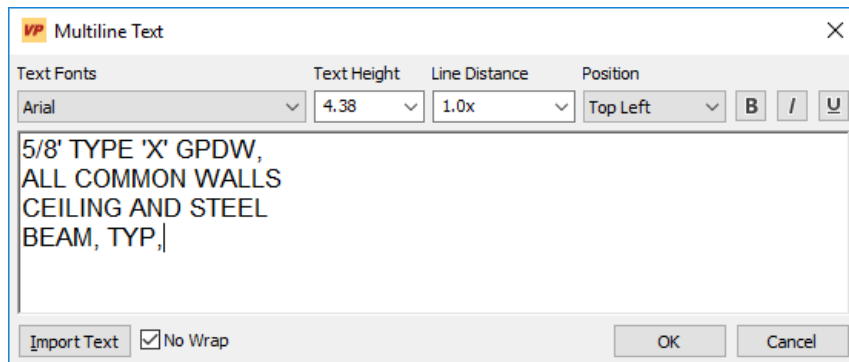 VP Multiline Text
Text Fonts Text Height Line Distance Position
Arial 4.38 1.0x Top Left B I U
5/8' TYPE 'X' GPDW,
ALL COMMON WALLS
CEILING AND STEEL
BEAM, TYP,
Import Text No Wrap OK Cancel